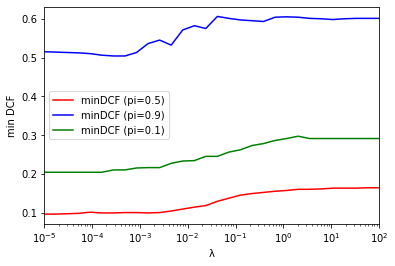 0.6
0.5
0.4
0.3
0.2
0.1
min DCF
minDCF (pi=0.5)
minDCF (pi=0.9)
minDCF (pi=0.1)
10⁻⁵ 10⁻⁴ 10⁻³ 10⁻² 10⁻¹ 10⁰ 10¹ 10²
λ